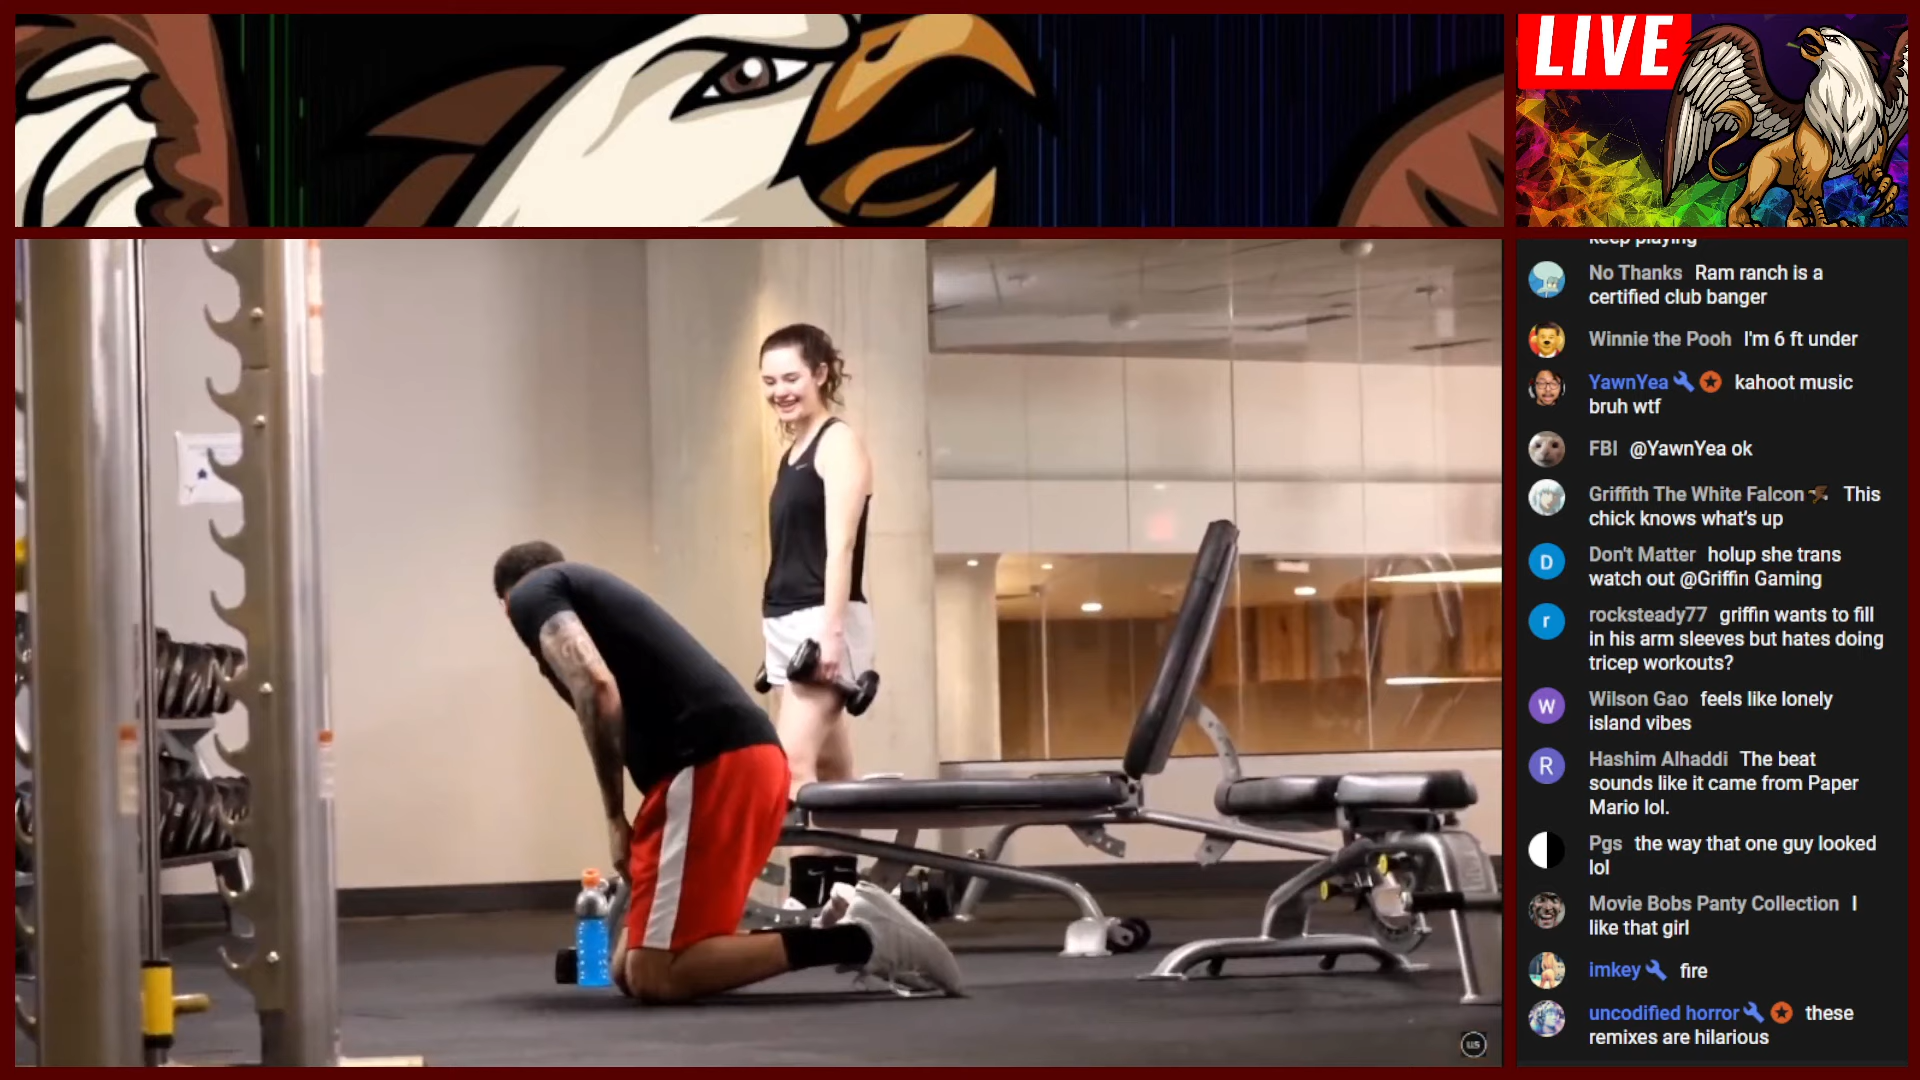 LIVE
keep playing
No Thanks Ram ranch is a
certified club banger
Winnie the Pooh I'm 6 ft under
YawnYea kahoot music
bruh wtf
FBI @YawnYea ok
Griffith The White Falcon This
chick knows what's up
D
Don't Matter holup she trans
watch out @Griffin Gaming
r
rocksteady77 griffin wants to fill
in his arm sleeves but hates doing
tricep workouts?
W
Wilson Gao feels like lonely
island vibes
R
Hashim Alhaddi The beat
sounds like it came from Paper
Mario lol.
Pgs the way that one guy looked
lol
Movie Bobs Panty Collection I
like that girl
imkey fire
uncodified horror these
remixes are hilarious
us